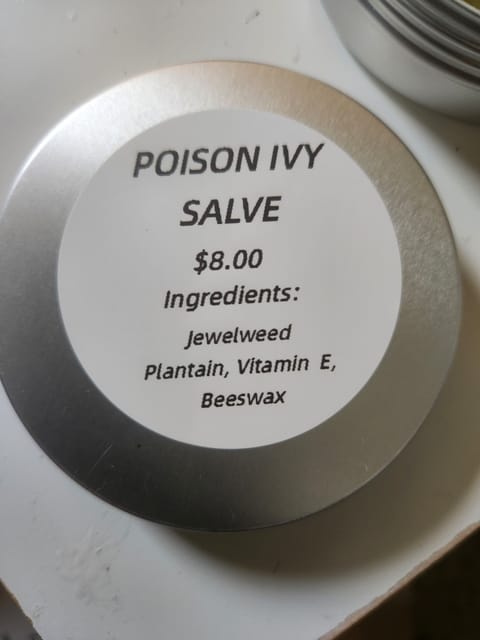 POISON IVY
SALVE
$8.00
Ingredients:
Jewelweed
Plantain, Vitamin E,
Beeswax